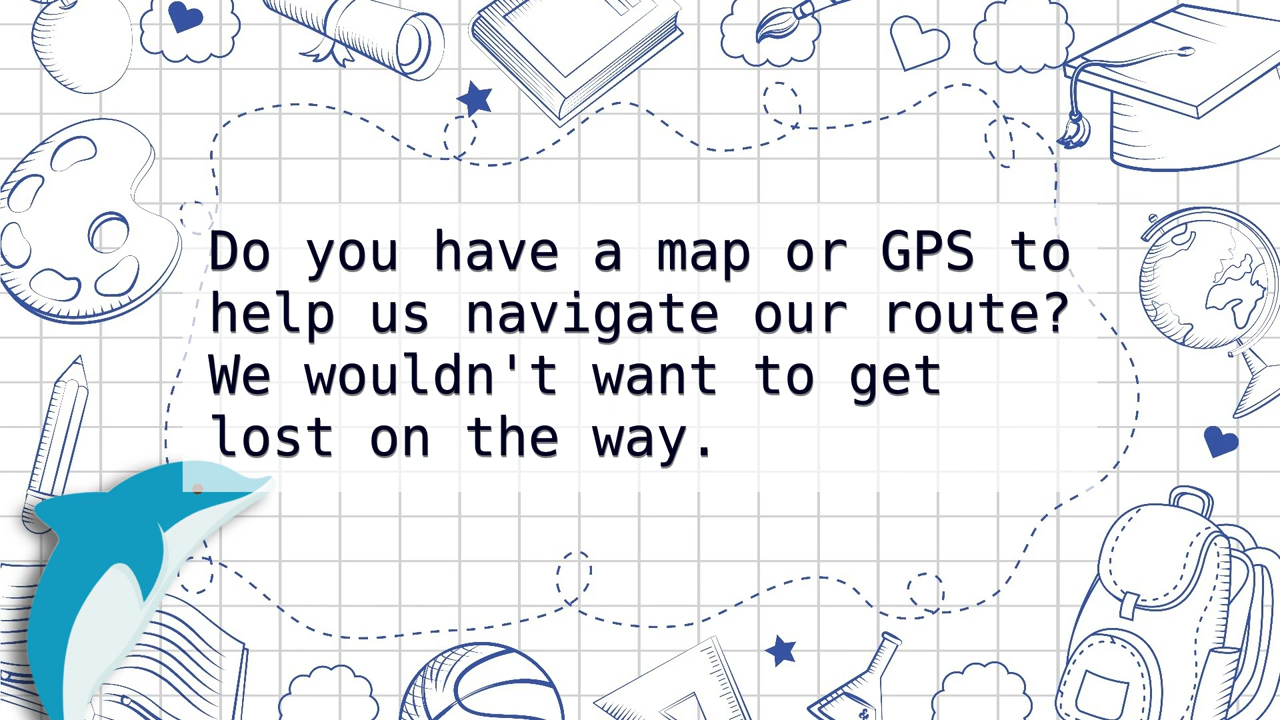 Do you have a map or GPS to
help us navigate our route?
We wouldn't want to get
lost on the way.